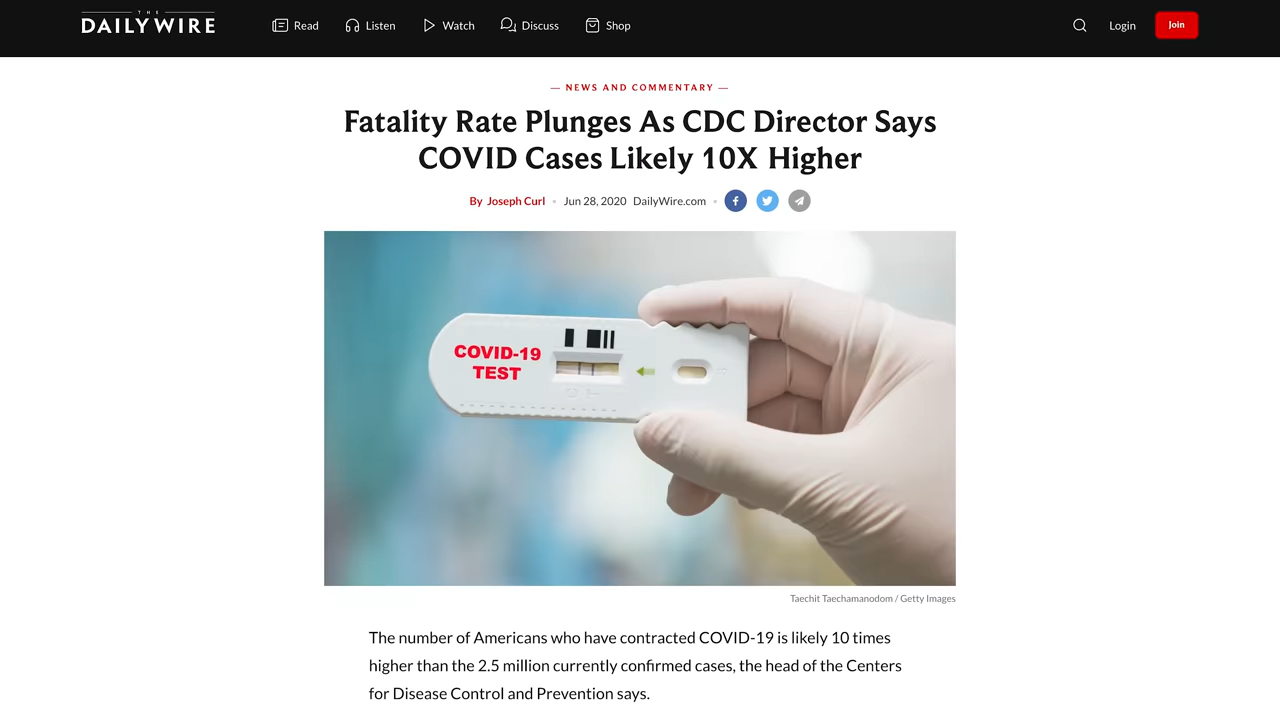 THE
DAILY WIRE
Read
Listen
Watch
Discuss
Shop
Login
Join
— NEWS AND COMMENTARY —
Fatality Rate Plunges As CDC Director Says
COVID Cases Likely 10X Higher
By Joseph Curl • Jun 28, 2020 DailyWire.com •
COVID-19
TEST
Taechit Taechamanodom / Getty Images
The number of Americans who have contracted COVID-19 is likely 10 times
higher than the 2.5 million currently confirmed cases, the head of the Centers
for Disease Control and Prevention says.